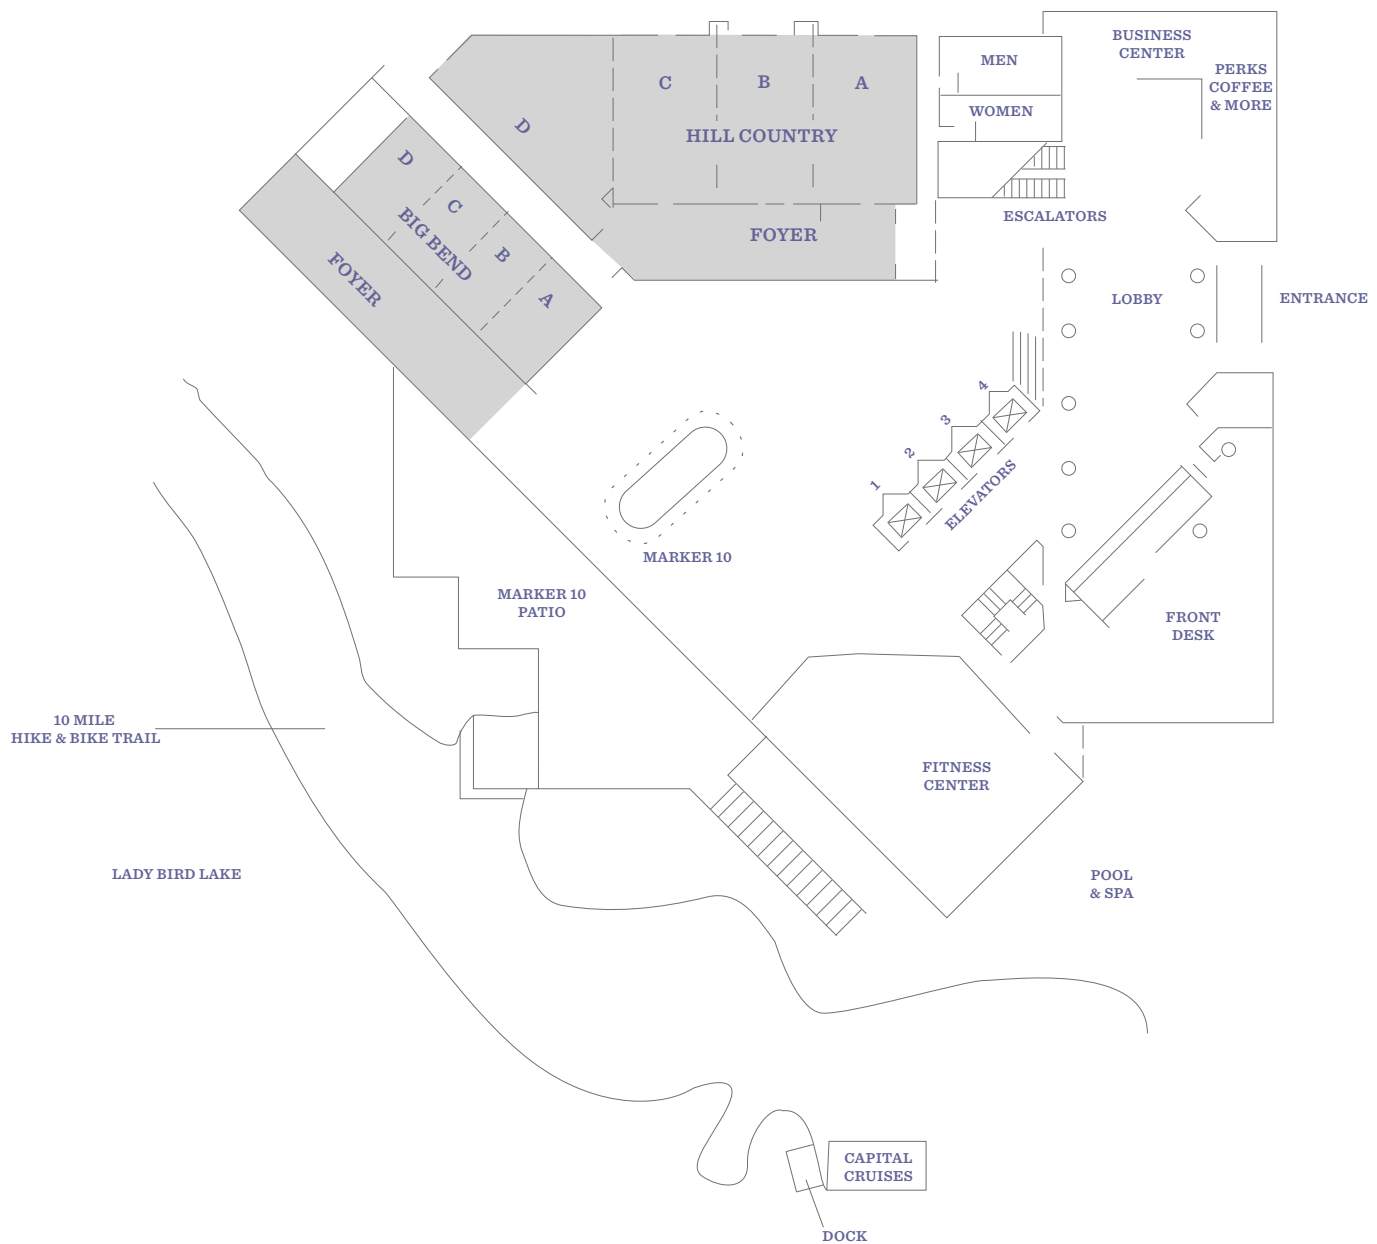 BUSINESS
CENTER
MEN
PERKS
COFFEE
& MORE
C
B
A
WOMEN
D
HILL COUNTRY
D
C
BIG BEND
B
A
FOYER
FOYER
ESCALATORS
LOBBY
ENTRANCE
4
3
2
1
ELEVATORS
MARKER 10
MARKER 10
PATIO
FRONT
DESK
10 MILE
HIKE & BIKE TRAIL
FITNESS
CENTER
LADY BIRD LAKE
POOL
& SPA
CAPITAL
CRUISES
DOCK